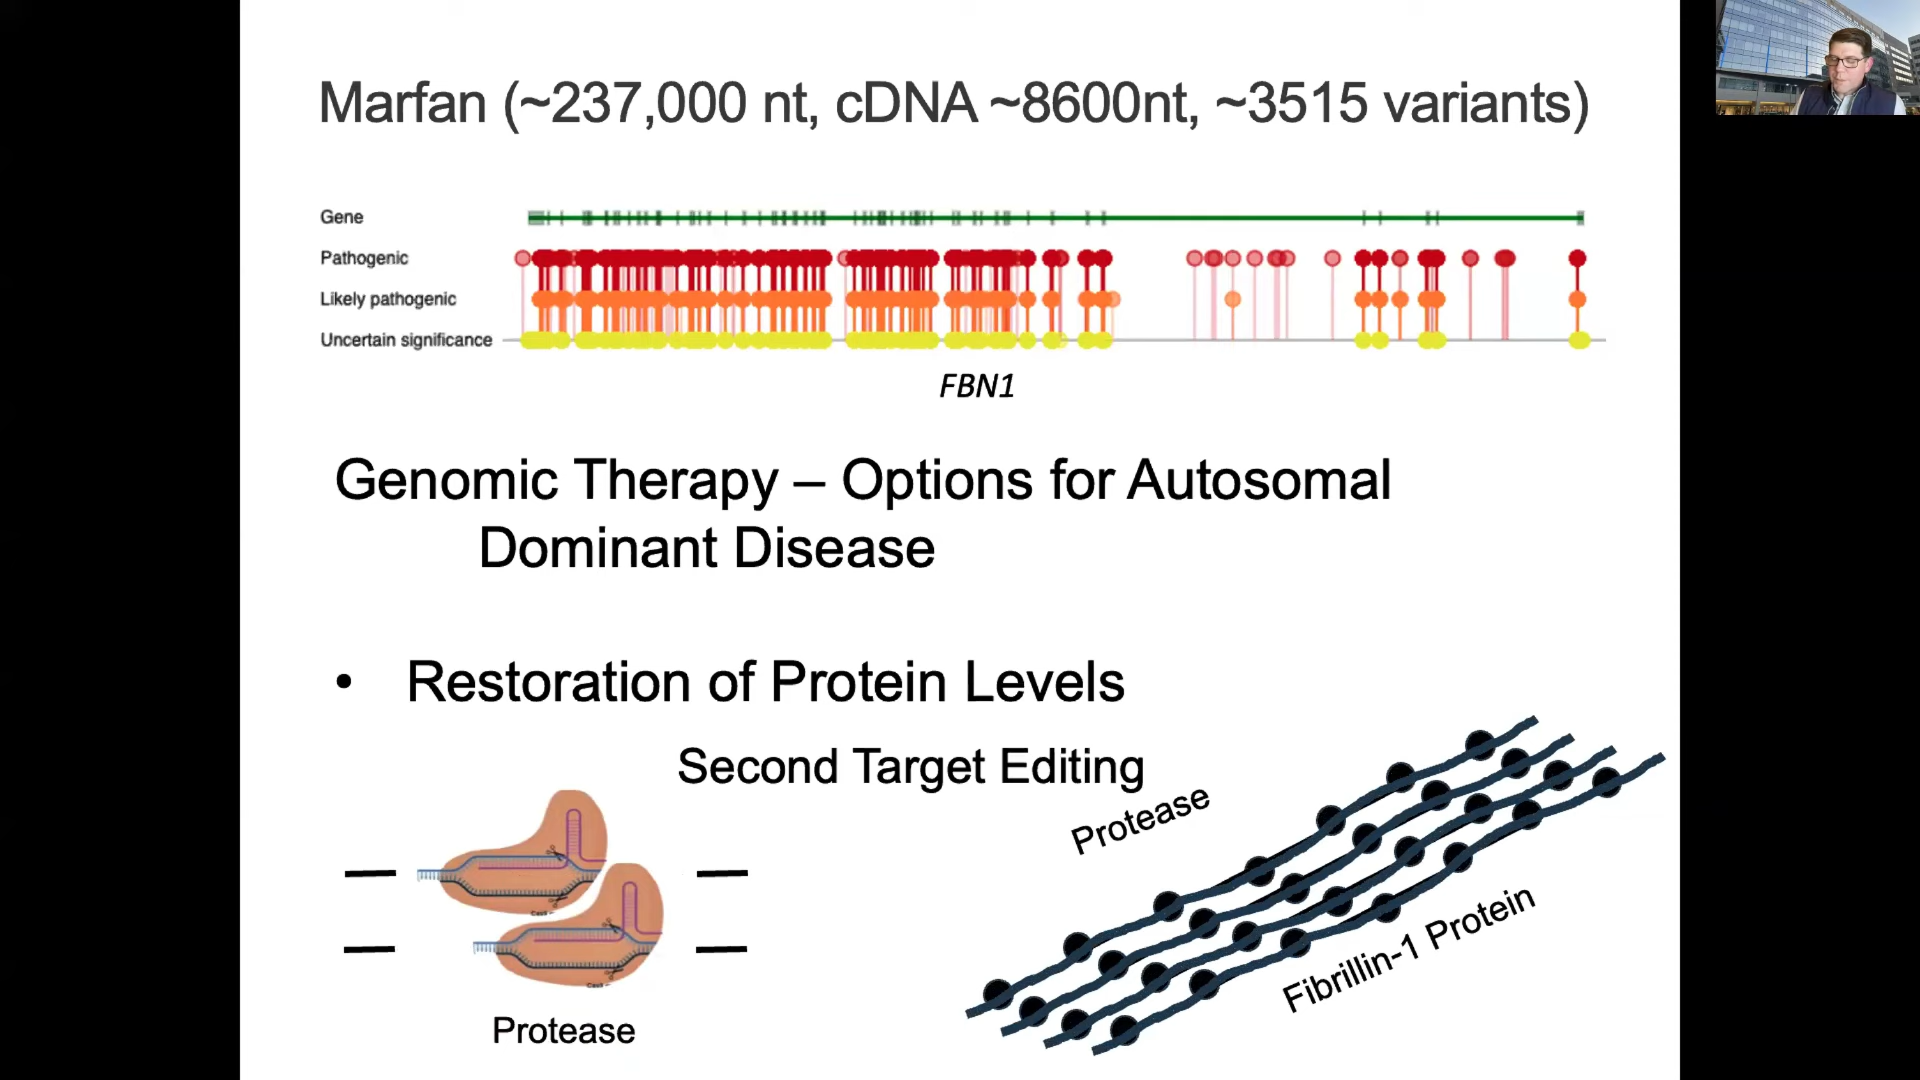 Marfan (~237,000 nt, cDNA ~8600nt, ~3515 variants)
Gene
Pathogenic
Likely pathogenic
Uncertain significance
FBN1
Genomic Therapy – Options for Autosomal
Dominant Disease
• Restoration of Protein Levels
Second Target Editing
Protease
Fibrillin-1 Protein
Protease